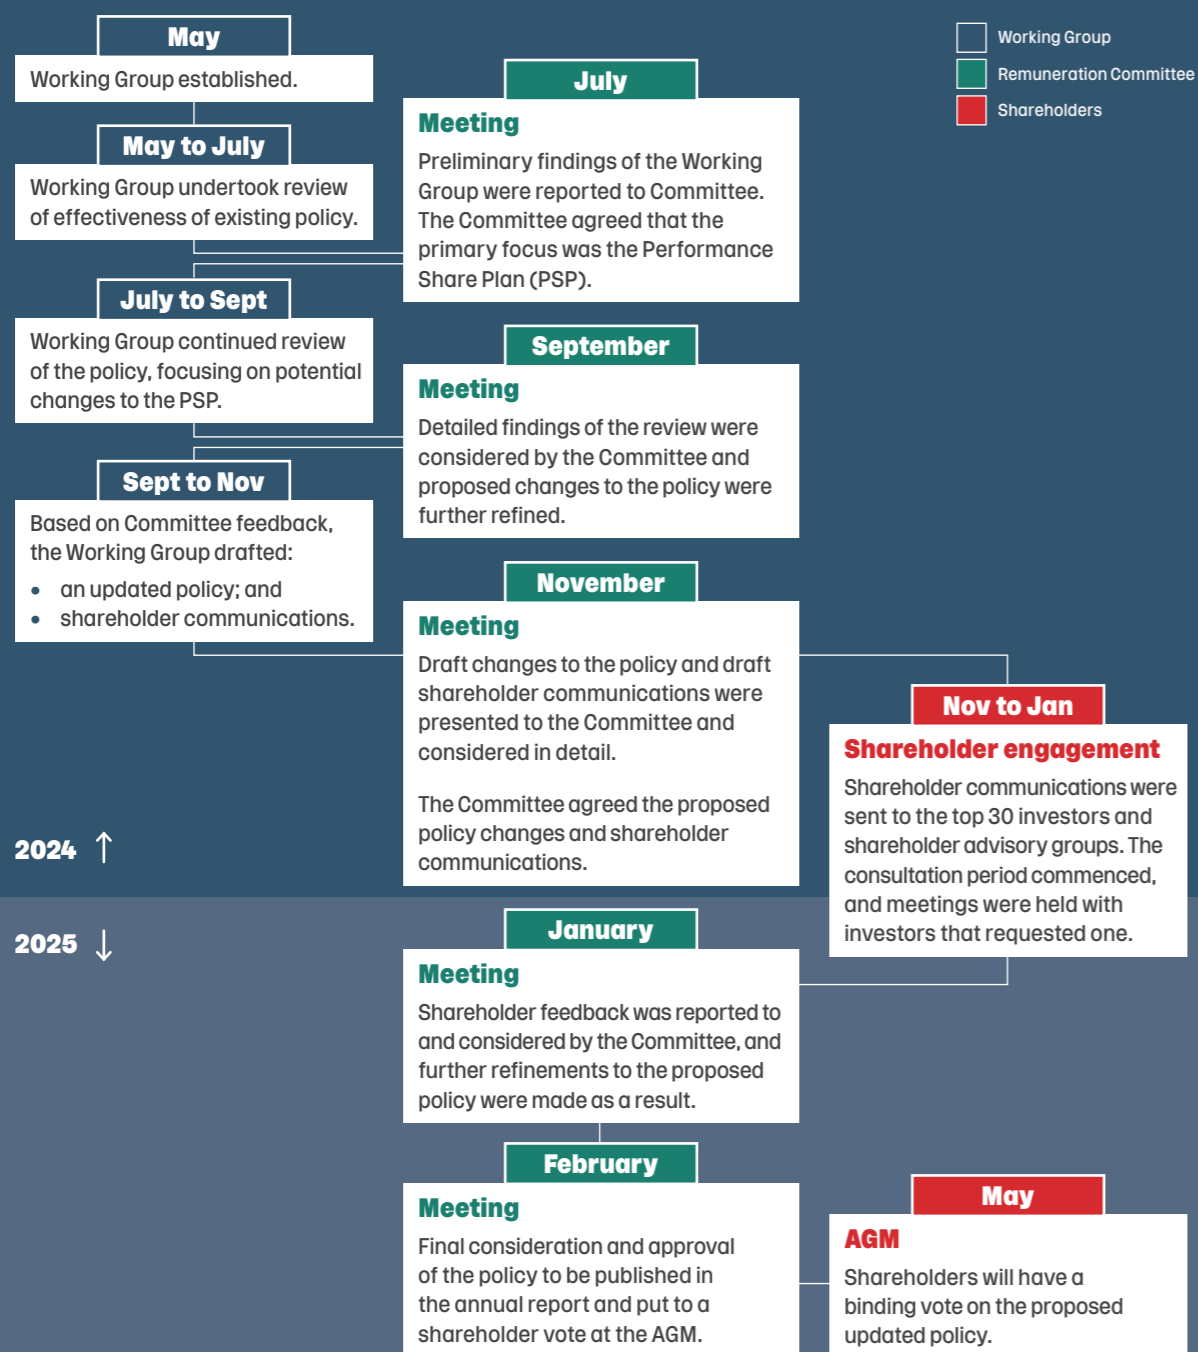 Working Group
Remuneration Committee
Shareholders
May
Working Group established.
May to July
Working Group undertook review
of effectiveness of existing policy.
July
Meeting
Preliminary findings of the Working
Group were reported to Committee.
The Committee agreed that the
primary focus was the Performance
Share Plan (PSP).
July to Sept
Working Group continued review
of the policy, focusing on potential
changes to the PSP.
September
Meeting
Detailed findings of the review were
considered by the Committee and
proposed changes to the policy were
further refined.
Sept to Nov
Based on Committee feedback,
the Working Group drafted:
• an updated policy; and
• shareholder communications.
November
Meeting
Draft changes to the policy and draft
shareholder communications were
presented to the Committee and
considered in detail.
The Committee agreed the proposed
policy changes and shareholder
communications.
Nov to Jan
Shareholder engagement
Shareholder communications were
sent to the top 30 investors and
shareholder advisory groups. The
consultation period commenced,
and meetings were held with
investors that requested one.
2024 ↑
2025 ↓
January
Meeting
Shareholder feedback was reported to
and considered by the Committee, and
further refinements to the proposed
policy were made as a result.
February
Meeting
Final consideration and approval
of the policy to be published in
the annual report and put to a
shareholder vote at the AGM.
May
AGM
Shareholders will have a
binding vote on the proposed
updated policy.